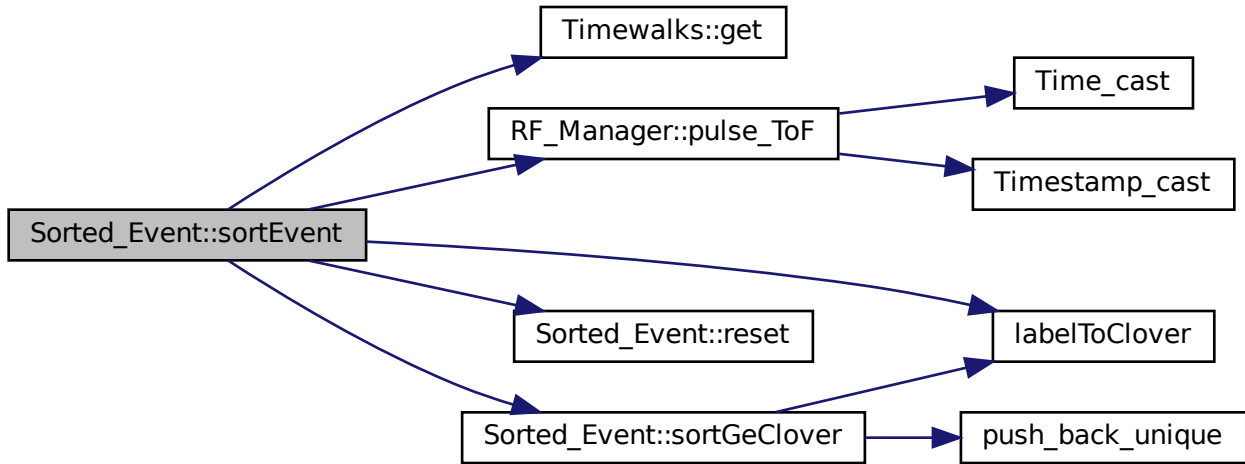 Timewalks::get
Time_cast
RF_Manager::pulse_ToF
Timestamp_cast
Sorted_Event::sortEvent
Sorted_Event::reset
labelToClover
Sorted_Event::sortGeClover
push_back_unique